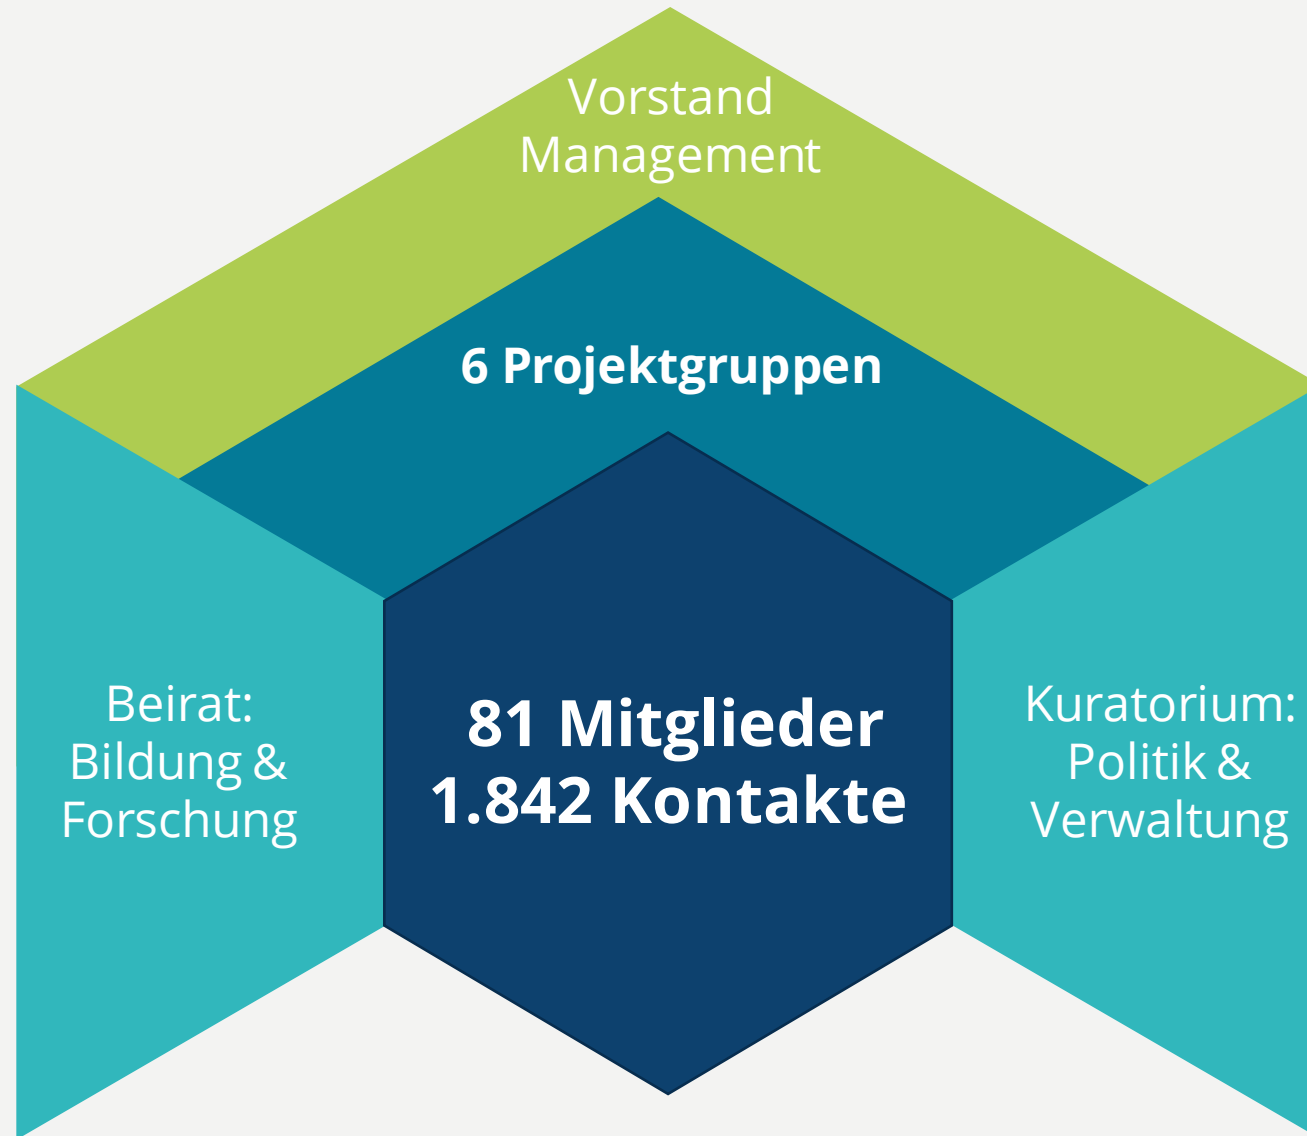 Vorstand
Management
6 Projektgruppen
81 Mitglieder
1.842 Kontakte
Beirat:
Bildung &
Forschung
Kuratorium:
Politik &
Verwaltung